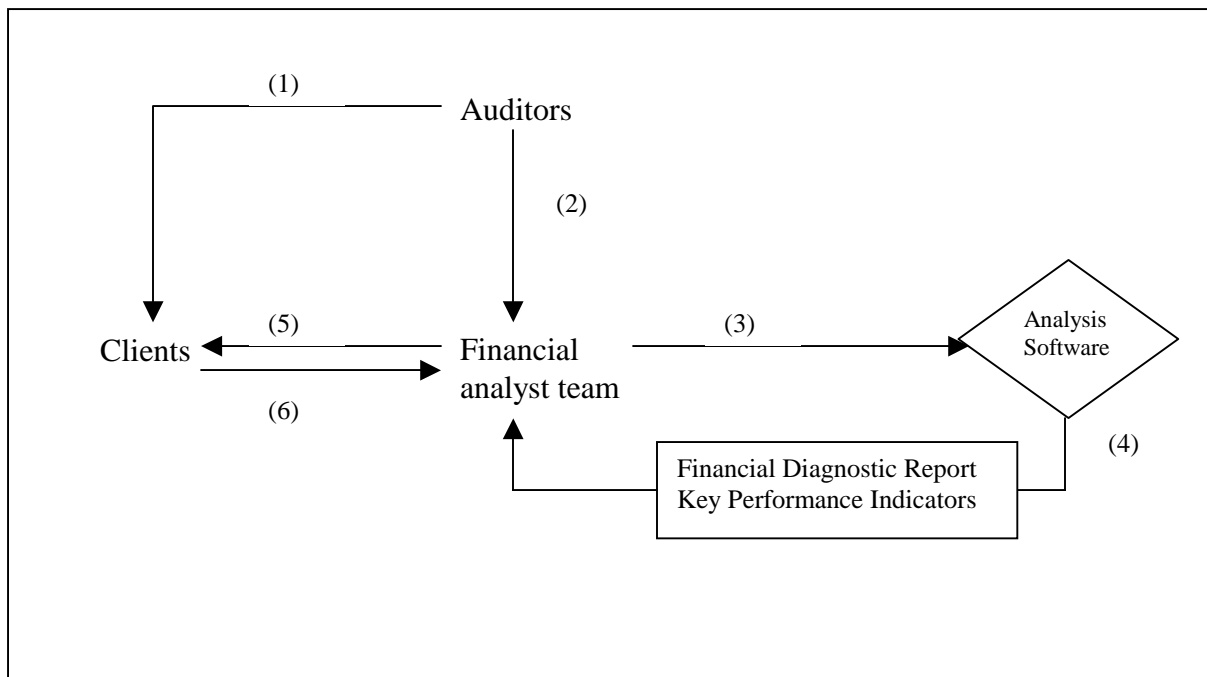 (1)
Auditors
(2)
Clients
(5)
(6)
Financial
analyst team
(3)
Analysis
Software
(4)
Financial Diagnostic Report
Key Performance Indicators